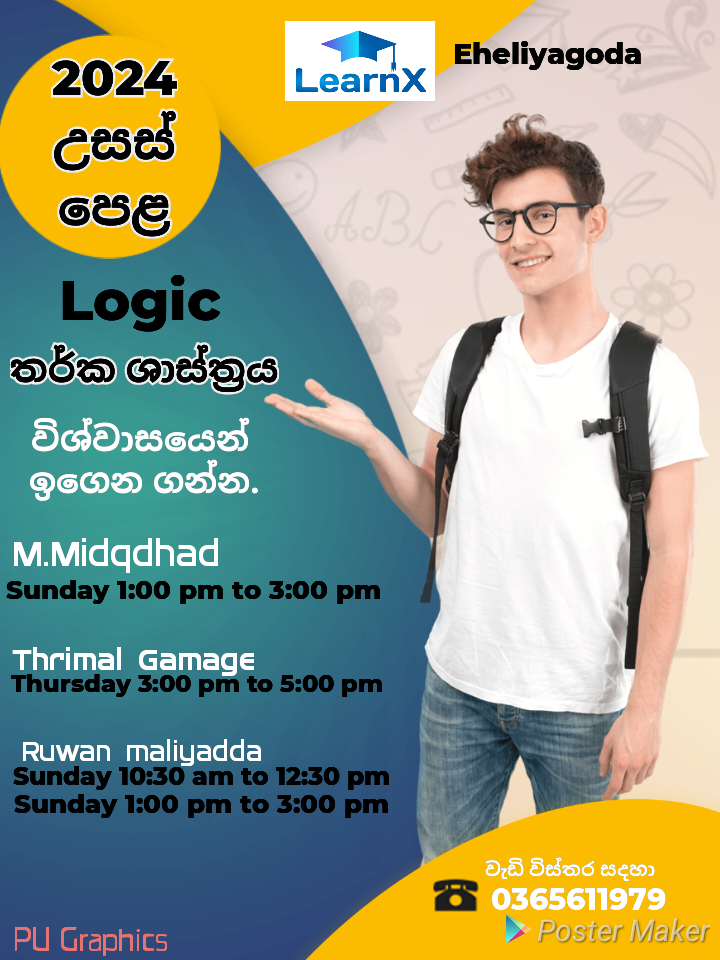 LearnX
Eheliyagoda
2024
උසස්
පෙළ
ABC
Logic
තර්ක ශාස්ත්‍රය
විශ්වාසයෙන්
ඉගෙන ගන්න.
M.Midqdhad
Sunday 1:00 pm to 3:00 pm
Thrimal Gamage
Thursday 3:00 pm to 5:00 pm
Ruwan maliyadda
Sunday 10:30 am to 12:30 pm
Sunday 1:00 pm to 3:00 pm
වැඩි විස්තර සදහා
0365611979
PU Graphics
Poster Maker